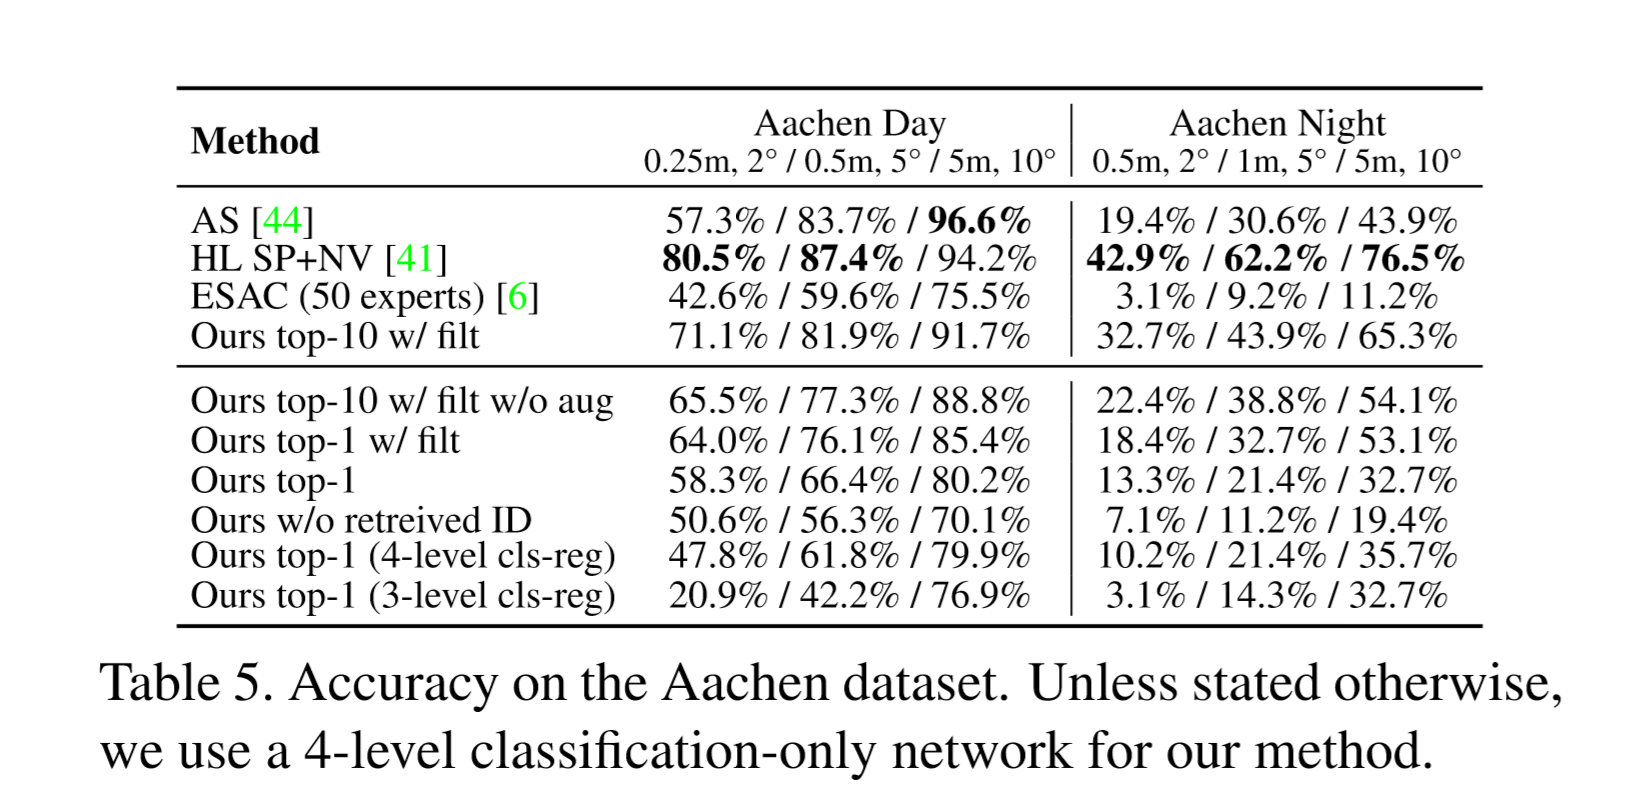 Method Aachen Day Aachen Night
0.25m, 2° / 0.5m, 5° / 5m, 10° 0.5m, 2° / 1m, 5° / 5m, 10°
AS [44] 57.3% / 83.7% / 96.6% 19.4% / 30.6% / 43.9%
HL SP+NV [41] 80.5% / 87.4% / 94.2% 42.9% / 62.2% / 76.5%
ESAC (50 experts) [6] 42.6% / 59.6% / 75.5% 3.1% / 9.2% / 11.2%
Ours top-10 w/ filt 71.1% / 81.9% / 91.7% 32.7% / 43.9% / 65.3%
Ours top-10 w/ filt w/o aug 65.5% / 77.3% / 88.8% 22.4% / 38.8% / 54.1%
Ours top-1 w/ filt 64.0% / 76.1% / 85.4% 18.4% / 32.7% / 53.1%
Ours top-1 58.3% / 66.4% / 80.2% 13.3% / 21.4% / 32.7%
Ours w/o retreived ID 50.6% / 56.3% / 70.1% 7.1% / 11.2% / 19.4%
Ours top-1 (4-level cls-reg) 47.8% / 61.8% / 79.9% 10.2% / 21.4% / 35.7%
Ours top-1 (3-level cls-reg) 20.9% / 42.2% / 76.9% 3.1% / 14.3% / 32.7%
Table 5. Accuracy on the Aachen dataset. Unless stated otherwise,
we use a 4-level classification-only network for our method.